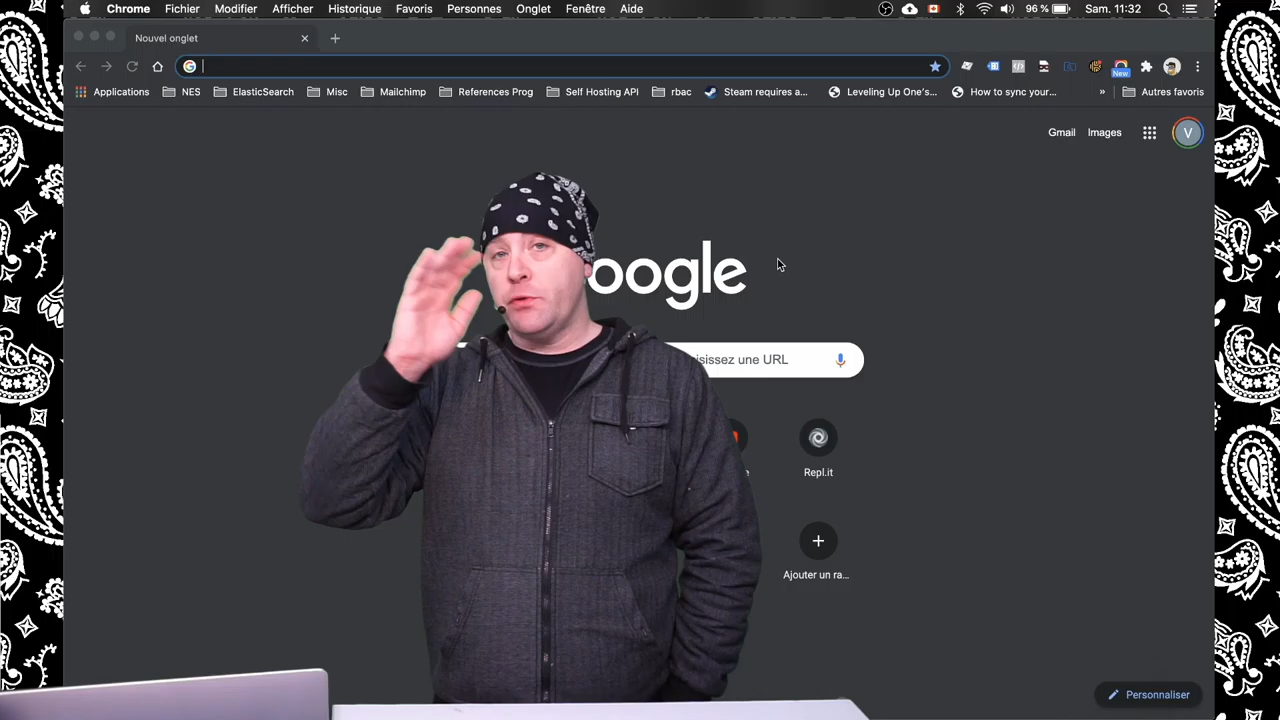 Chrome Fichier Modifier Afficher Historique Favoris Personnes Onglet Fenêtre Aide 96 % Sam. 11:32
Nouvel onglet
New
Applications NES ElasticSearch Misc Mailchimp References Prog Self Hosting API rbac Steam requires a... Leveling Up One's... How to sync your... » Autres favoris
Gmail Images V
oogle
sissez une URL
Repl.it
Ajouter un ra...
Personnaliser